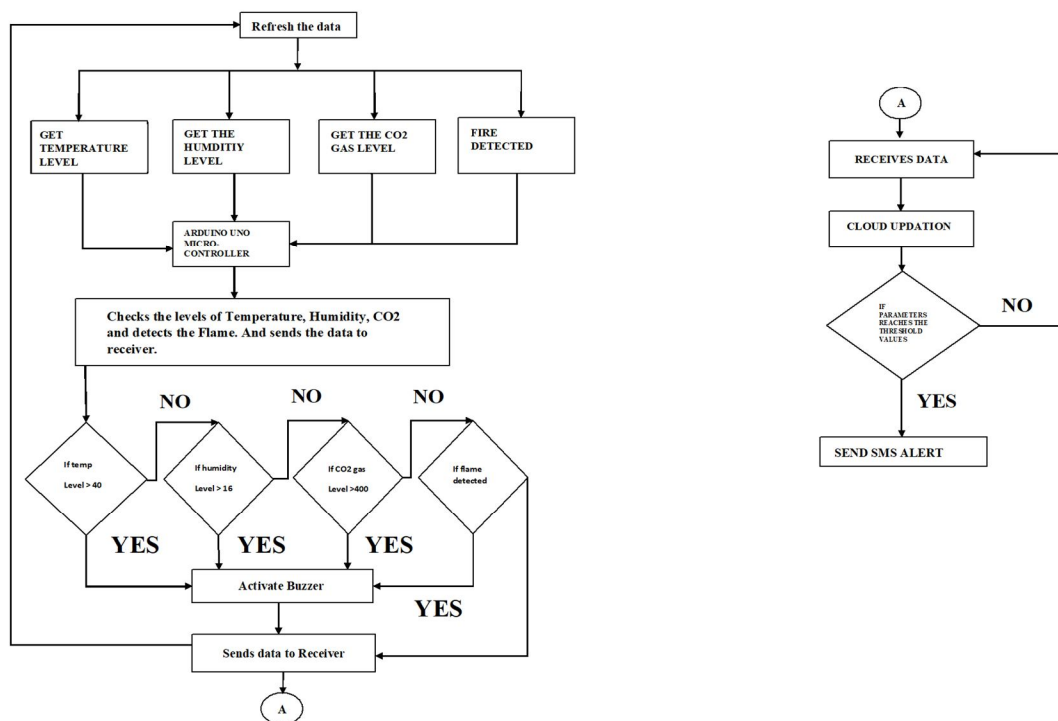 Refresh the data
GET
TEMPERATURE
LEVEL
GET THE
HUMDITIY
LEVEL
GET THE CO2
GAS LEVEL
FIRE
DETECTED
ARDUINO UNO
MICRO-
CONTROLLER
Checks the levels of Temperature, Humidity, CO2
and detects the Flame. And sends the data to
receiver.
NO
NO
NO
If temp
Level > 40
If humidity
Level > 16
If CO2 gas
Level >400
If flame
detected
YES
YES
YES
Activate Buzzer
YES
Sends data to Receiver
A
A
RECEIVES DATA
CLOUD UPDATION
IF
PARAMETERS
REACHES THE
THRESHOLD
VALUES
NO
YES
SEND SMS ALERT